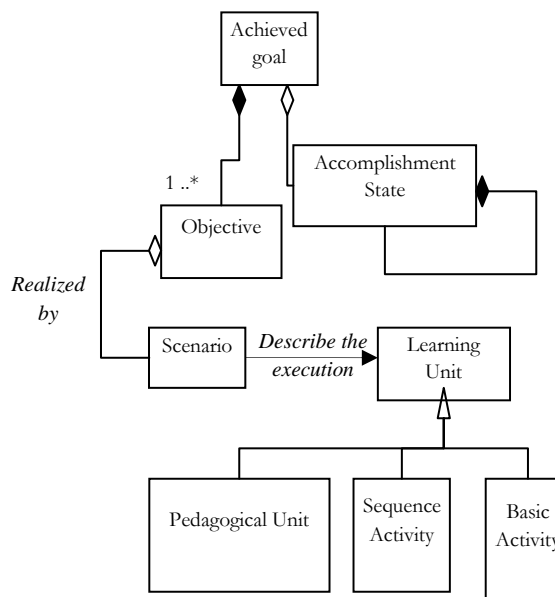 Achieved
goal
Accomplishment
State
1 ..*
Objective
Realized
by
Scenario
Describe the
execution
Learning
Unit
Pedagogical Unit
Sequence
Activity
Basic
Activity